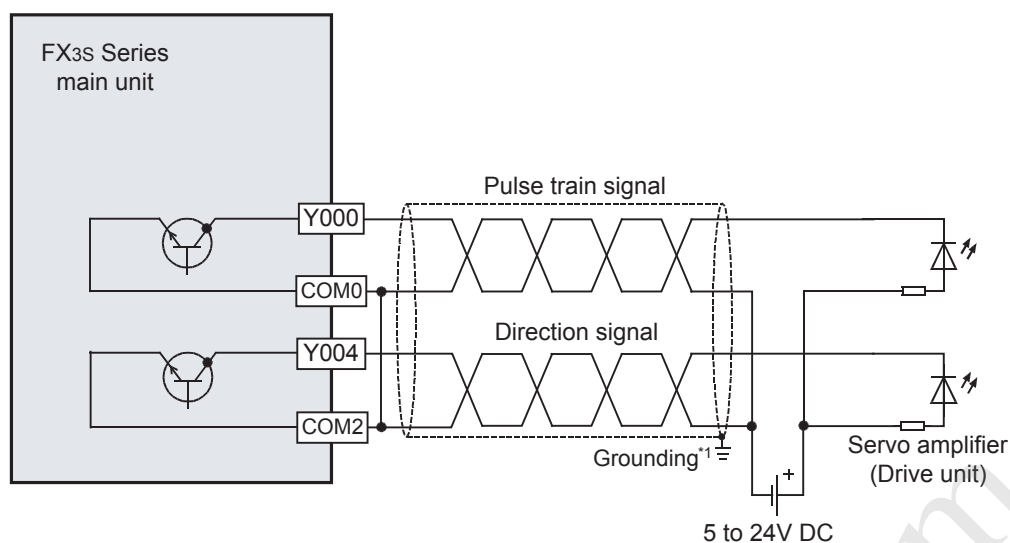 FX3S Series
main unit
Pulse train signal
Y000
COM0
Direction signal
Y004
COM2
Grounding*1
Servo amplifier
(Drive unit)
+
5 to 24V DC